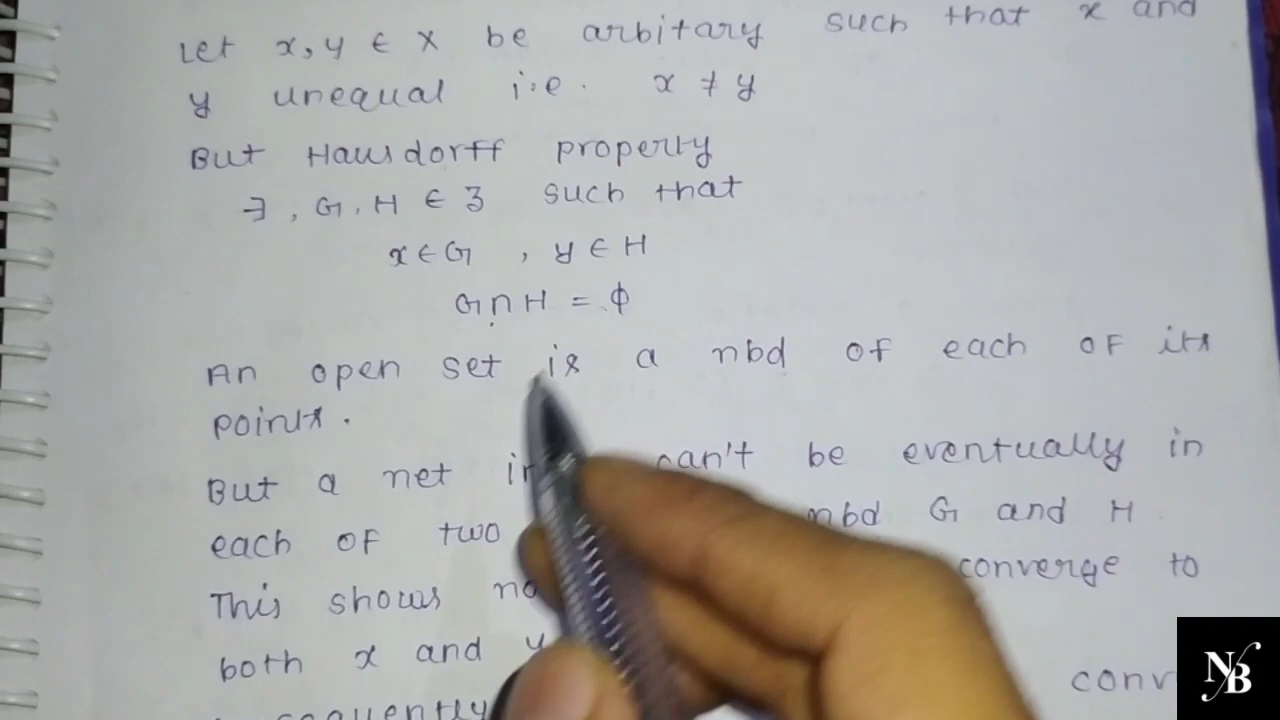 Let x, y ∈ X be arbitary such that x and
y unequal i.e. x ≠ y
But Hausdorff property
∃, G, H ∈ ℑ such that
x ∈ G , y ∈ H
G ∩ H = ϕ
An open set is a nbd of each of its
points.
But a net can't be eventually in
each of two nbd G and H
This shows converge to
both x and y
NB